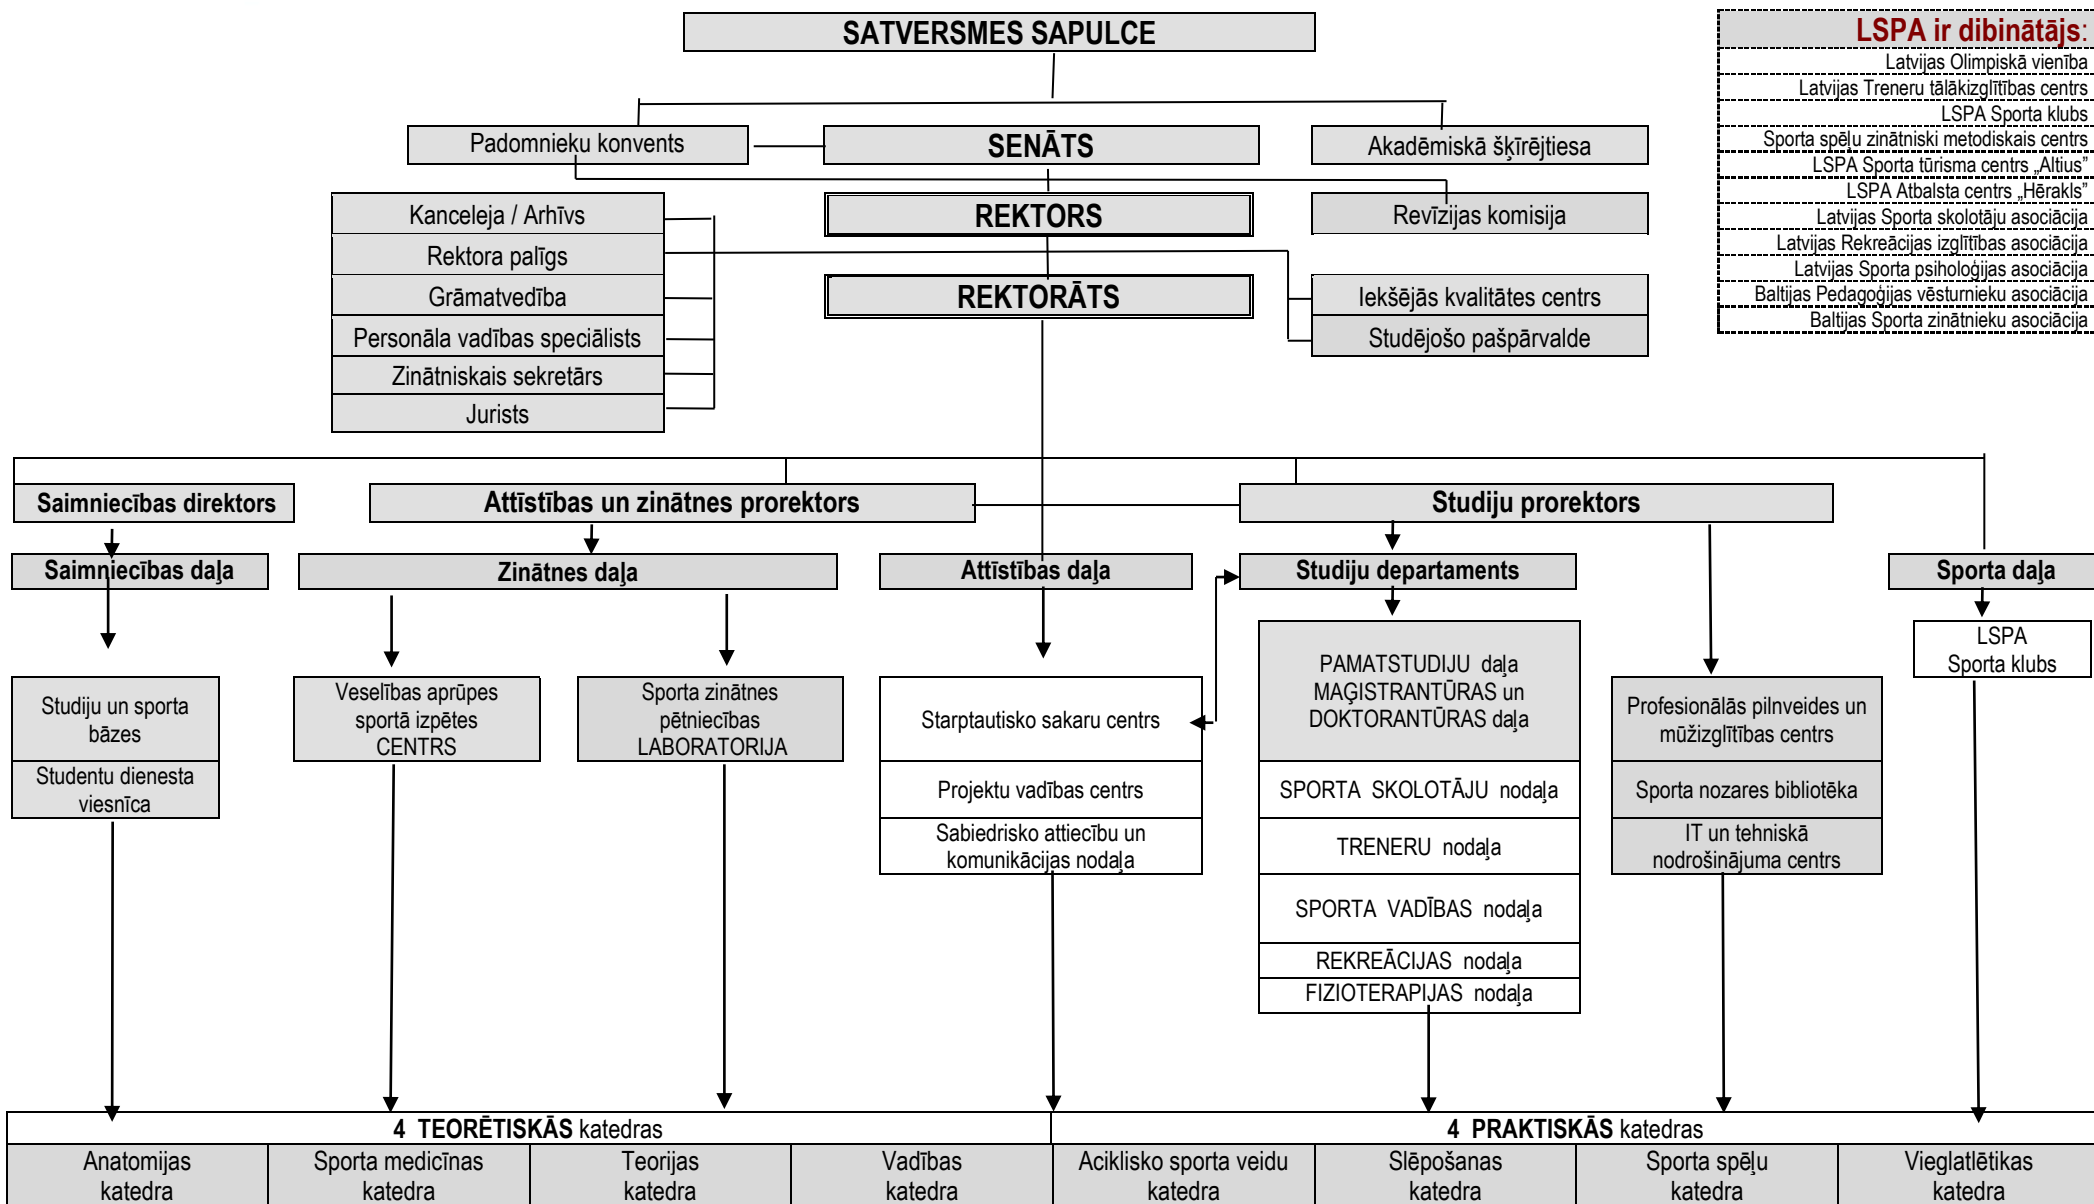 SATVERSMES SAPULCE
LSPA ir dibinātājs:
Latvijas Olimpiskā vienība
Latvijas Treneru tālākizglītības centrs
LSPA Sporta klubs
Sporta spēļu zinātniski metodiskais centrs
LSPA Sporta tūrisma centrs „Altius”
LSPA Atbalsta centrs „Hērakls”
Latvijas Sporta skolotāju asociācija
Latvijas Rekreācijas izglītības asociācija
Latvijas Sporta psiholoģijas asociācija
Baltijas Pedagoģijas vēsturnieku asociācija
Baltijas Sporta zinātnieku asociācija
Padomnieku konvents
SENĀTS
Akadēmiskā šķīrējtiesa
Kanceleja / Arhīvs
Rektora palīgs
Grāmatvedība
Personāla vadības speciālists
Zinātniskais sekretārs
Jurists
REKTORS
REKTORĀTS
Revīzijas komisija
Iekšējās kvalitātes centrs
Studējošo pašpārvalde
Saimniecības direktors
Attīstības un zinātnes prorektors
Studiju prorektors
Saimniecības daļa
Zinātnes daļa
Attīstības daļa
Studiju departaments
Sporta daļa
Studiju un sporta
bāzes
Studentu dienesta
viesnīca
Veselības aprūpes
sportā izpētes
CENTRS
Sporta zinātnes
pētniecības
LABORATORIJA
Starptautisko sakaru centrs
Projektu vadības centrs
Sabiedrisko attiecību un
komunikācijas nodaļa
PAMATSTUDIJU daļa
MAĢISTRANTŪRAS un
DOKTORANTŪRAS daļa
SPORTA SKOLOTĀJU nodaļa
TRENERU nodaļa
SPORTA VADĪBAS nodaļa
REKREĀCIJAS nodaļa
FIZIOTERAPIJAS nodaļa
Profesionālās pilnveides un
mūžizglītības centrs
Sporta nozares bibliotēka
IT un tehniskā
nodrošinājuma centrs
LSPA
Sporta klubs
4 TEORĒTISKĀS katedras
4 PRAKTISKĀS katedras
Anatomijas
katedra
Sporta medicīnas
katedra
Teorijas
katedra
Vadības
katedra
Aciklisko sporta veidu
katedra
Slēpošanas
katedra
Sporta spēļu
katedra
Vieglatlētikas
katedra